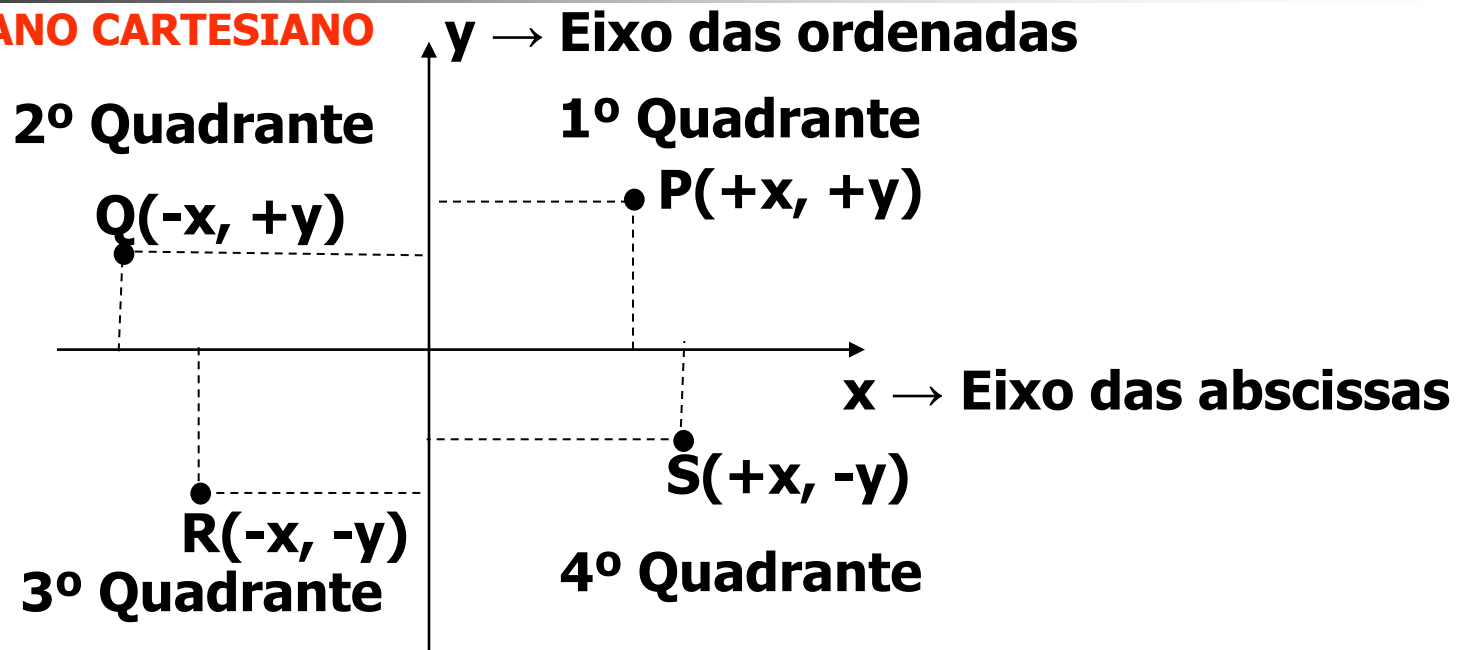 ANO CARTESIANO
y → Eixo das ordenadas
2º Quadrante
1º Quadrante
P(+x, +y)
Q(-x, +y)
x → Eixo das abscissas
S(+x, -y)
R(-x, -y)
4º Quadrante
3º Quadrante